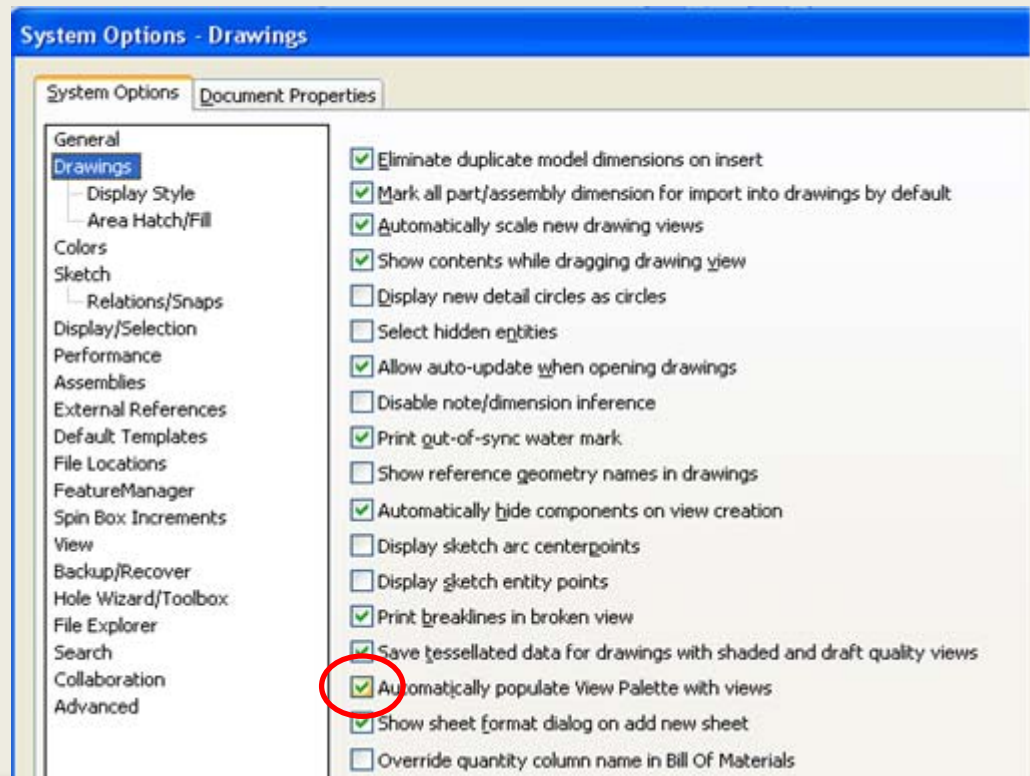 System Options - Drawings
System Options
Document Properties
General
Drawings
Display Style
Area Hatch/Fill
Colors
Sketch
Relations/Snaps
Display/Selection
Performance
Assemblies
External References
Default Templates
File Locations
FeatureManager
Spin Box Increments
View
Backup/Recover
Hole Wizard/Toolbox
File Explorer
Search
Collaboration
Advanced
Eliminate duplicate model dimensions on insert
Mark all part/assembly dimension for import into drawings by default
Automatically scale new drawing views
Show contents while dragging drawing view
Display new detail circles as circles
Select hidden entities
Allow auto-update when opening drawings
Disable note/dimension inference
Print out-of-sync water mark
Show reference geometry names in drawings
Automatically hide components on view creation
Display sketch arc centerpoints
Display sketch entity points
Print breaklines in broken view
Save tessellated data for drawings with shaded and draft quality views
Automatically populate View Palette with views
Show sheet format dialog on add new sheet
Override quantity column name in Bill Of Materials